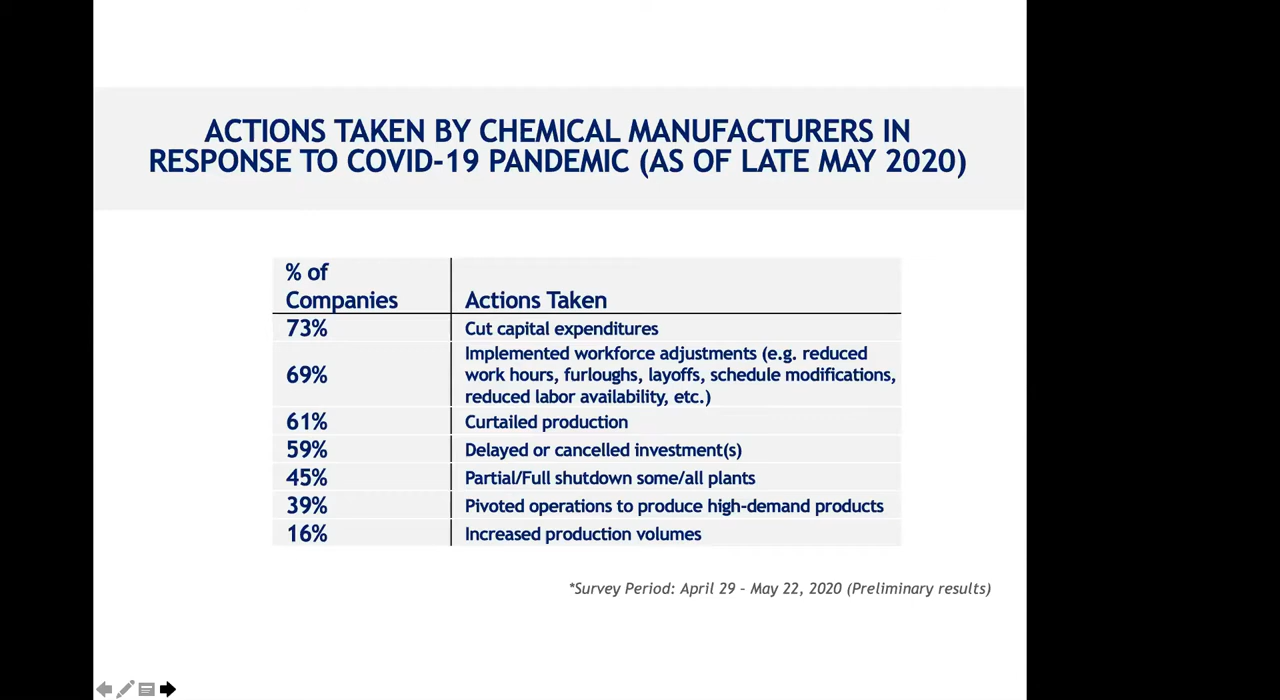 ACTIONS TAKEN BY CHEMICAL MANUFACTURERS IN
RESPONSE TO COVID-19 PANDEMIC (AS OF LATE MAY 2020)
% of
Companies
Actions Taken
73%
Cut capital expenditures
69%
Implemented workforce adjustments (e.g. reduced
work hours, furloughs, layoffs, schedule modifications,
reduced labor availability, etc.)
61%
Curtailed production
59%
Delayed or cancelled investment(s)
45%
Partial/Full shutdown some/all plants
39%
Pivoted operations to produce high-demand products
16%
Increased production volumes
*Survey Period: April 29 - May 22, 2020 (Preliminary results)